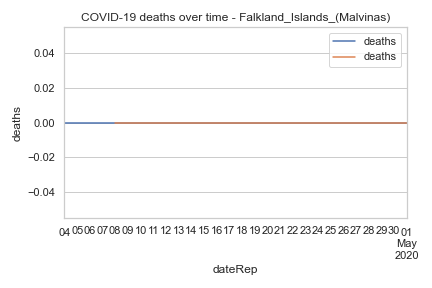 COVID-19 deaths over time - Falkland_Islands_(Malvinas)
deaths
deaths
0.04
0.02
0.00
−0.02
−0.04
deaths
04 05 06 07 08 09 10 11 12 13 14 15 16 17 18 19 20 21 22 23 24 25 26 27 28 29 30 01
May
2020
dateRep